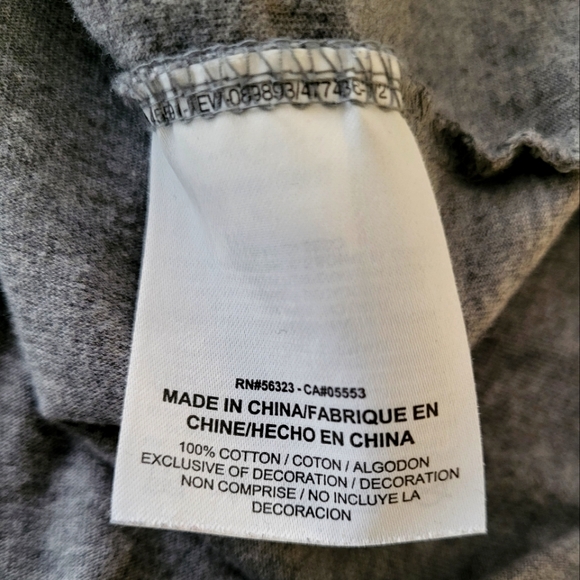 RN#56323 - CA#05553
MADE IN CHINA/FABRIQUE EN
CHINE/HECHO EN CHINA
100% COTTON / COTON / ALGODON
EXCLUSIVE OF DECORATION / DECORATION
NON COMPRISE / NO INCLUYE LA
DECORACION